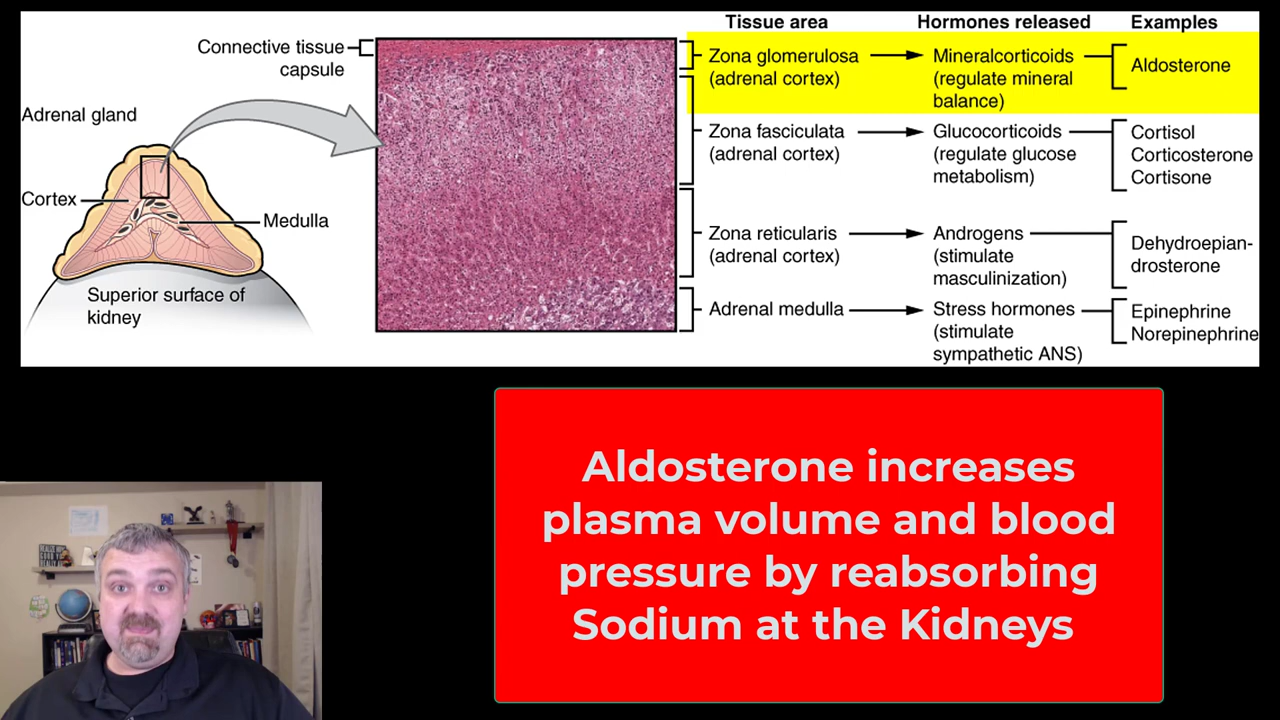 Tissue area
Hormones released
Examples
Connective tissue
capsule
Zona glomerulosa
(adrenal cortex)
Mineralcorticoids
(regulate mineral
balance)
Aldosterone
Adrenal gland
Zona fasciculata
(adrenal cortex)
Glucocorticoids
(regulate glucose
metabolism)
Cortisol
Corticosterone
Cortisone
Cortex
Medulla
Zona reticularis
(adrenal cortex)
Androgens
(stimulate
masculinization)
Dehydroepian-
drosterone
Superior surface of
kidney
Adrenal medulla
Stress hormones
(stimulate
sympathetic ANS)
Epinephrine
Norepinephrine
Aldosterone increases
plasma volume and blood
pressure by reabsorbing
Sodium at the Kidneys